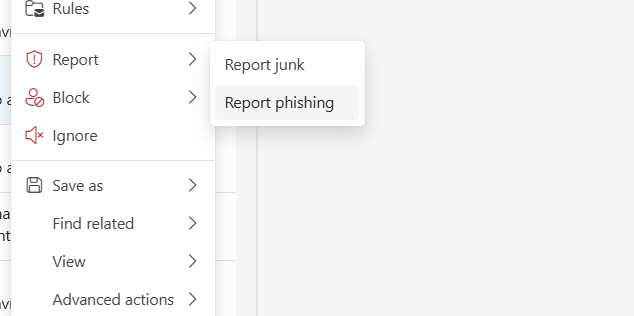 Rules
Report
Report junk
Block
Report phishing
Ignore
Save as
Find related
View
Advanced actions